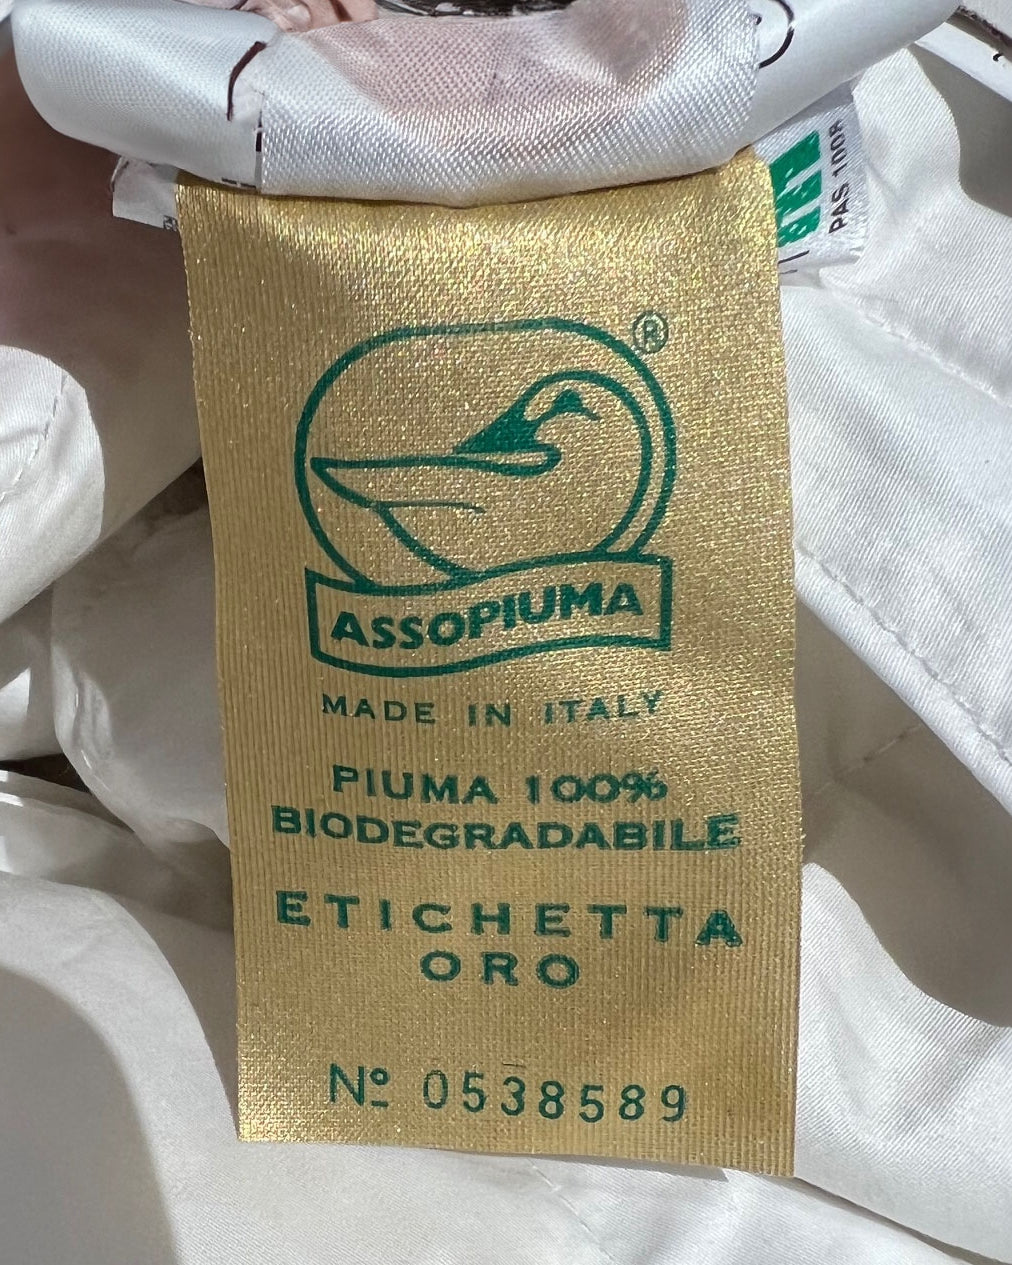 PAS 100R
®
ASSOPIUMA
MADE IN ITALY
PIUMA 100%
BIODEGRADABILE
ETICHETTA
ORO
Nº 0538589